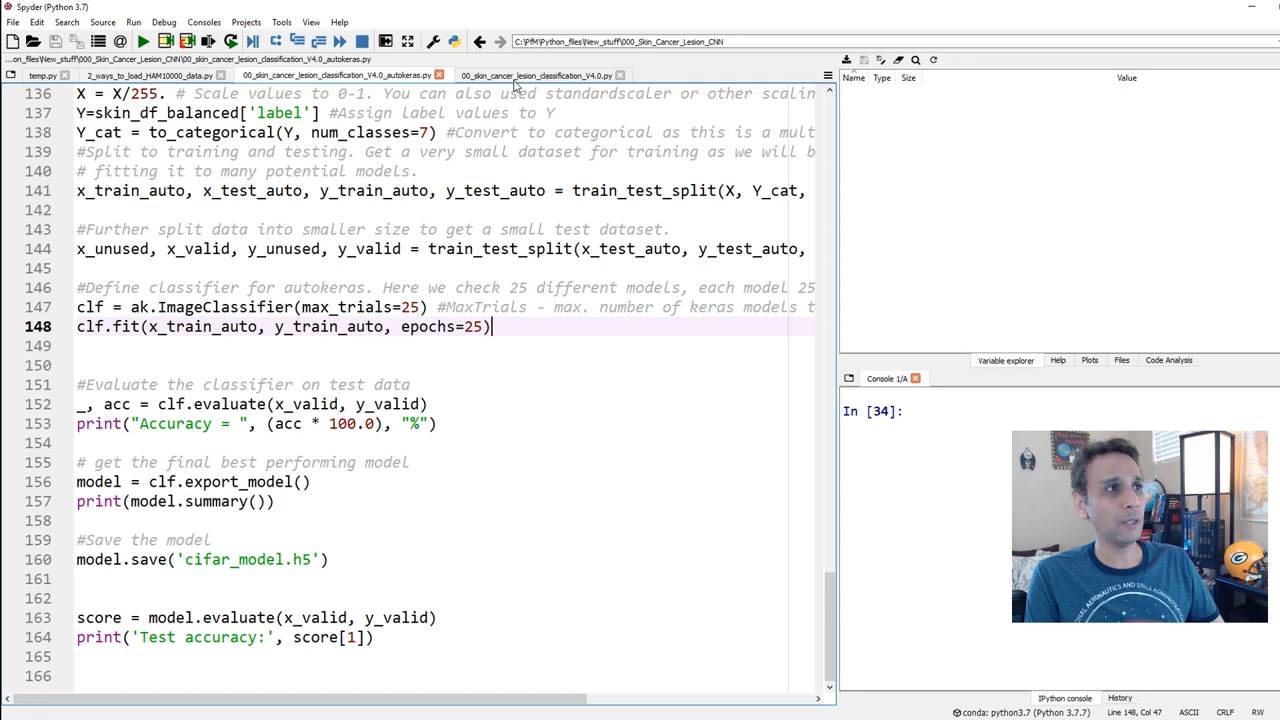 Spyder (Python 3.7)
File Edit Search Source Run Debug Consoles Projects Tools View Help
C:\PfM\Python_files\New_stuff\000_Skin_Cancer_Lesion_CNN
...on_files\New_stuff\000_Skin_Cancer_Lesion_CNN\00_skin_cancer_lesion_classification_V4.0_autokeras.py
temp.py 2_ways_to_load_HAM10000_data.py 00_skin_cancer_lesion_classification_V4.0_autokeras.py 00_skin_cancer_lesion_classification_V4.0.py
136 X = X/255. # Scale values to 0-1. You can also used standardscaler or other scalin
137 Y=skin_df_balanced['label'] #Assign label values to Y
138 Y_cat = to_categorical(Y, num_classes=7) #Convert to categorical as this is a mult
139 #Split to training and testing. Get a very small dataset for training as we will b
140 # fitting it to many potential models.
141 x_train_auto, x_test_auto, y_train_auto, y_test_auto = train_test_split(X, Y_cat,
142
143 #Further split data into smaller size to get a small test dataset.
144 x_unused, x_valid, y_unused, y_valid = train_test_split(x_test_auto, y_test_auto,
145
146 #Define classifier for autokeras. Here we check 25 different models, each model 25
147 clf = ak.ImageClassifier(max_trials=25) #MaxTrials - max. number of keras models t
148 clf.fit(x_train_auto, y_train_auto, epochs=25)
149
150
151 #Evaluate the classifier on test data
152 _, acc = clf.evaluate(x_valid, y_valid)
153 print("Accuracy = ", (acc * 100.0), "%")
154
155 # get the final best performing model
156 model = clf.export_model()
157 print(model.summary())
158
159 #Save the model
160 model.save('cifar_model.h5')
161
162
163 score = model.evaluate(x_valid, y_valid)
164 print('Test accuracy:', score[1])
165
166
Name Type Size Value
Variable explorer Help Plots Files Code Analysis
Console 1/A
In [34]:
IPython console History
conda: python3.7 (Python 3.7.7) Line 148, Col 47 ASCII CRLF RW